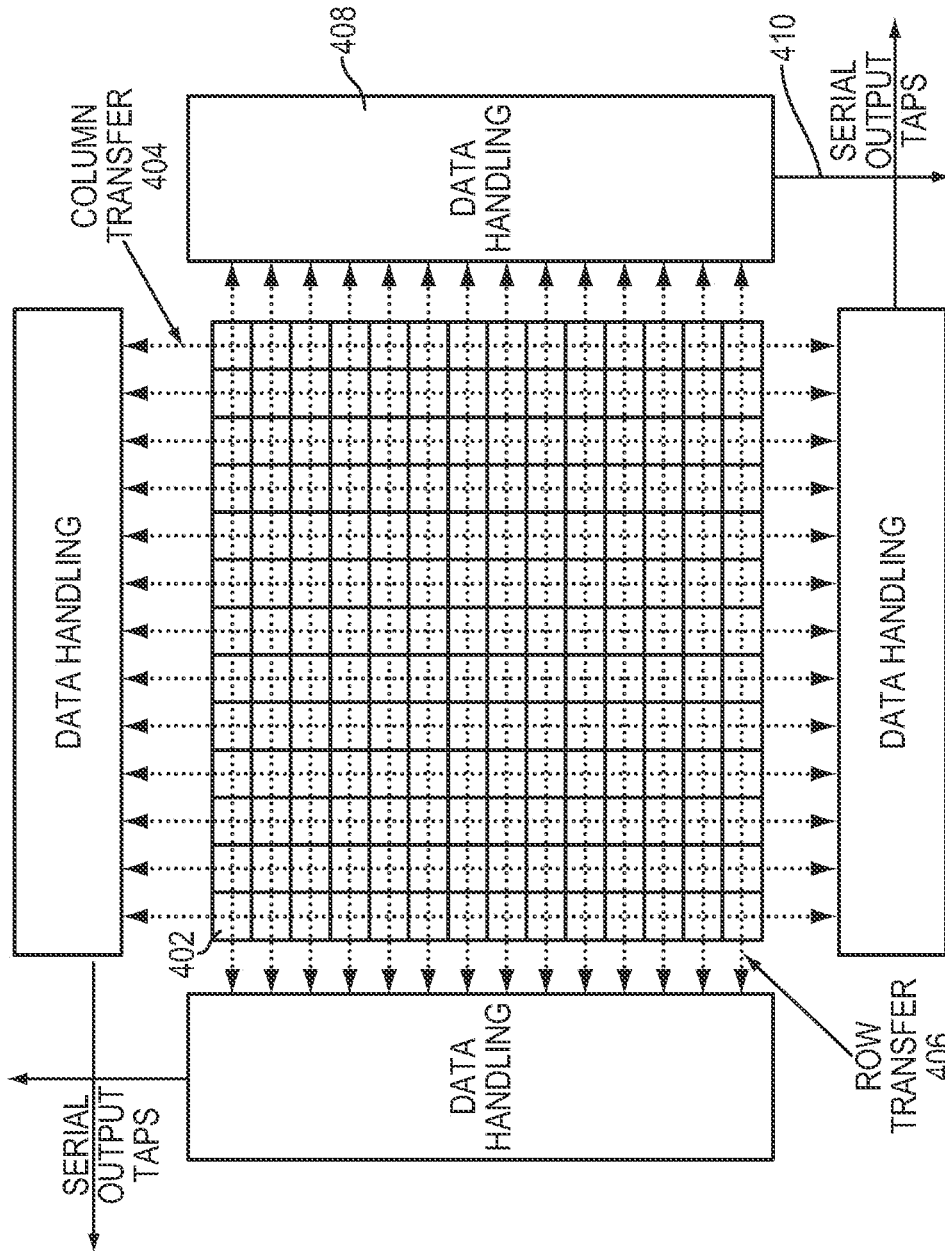 COLUMN
TRANSFER
404
408
DATA HANDLING
DATA
HANDLING
402
410
SERIAL
OUTPUT
TAPS
SERIAL
OUTPUT
TAPS
DATA
HANDLING
DATA HANDLING
ROW
TRANSFER
406